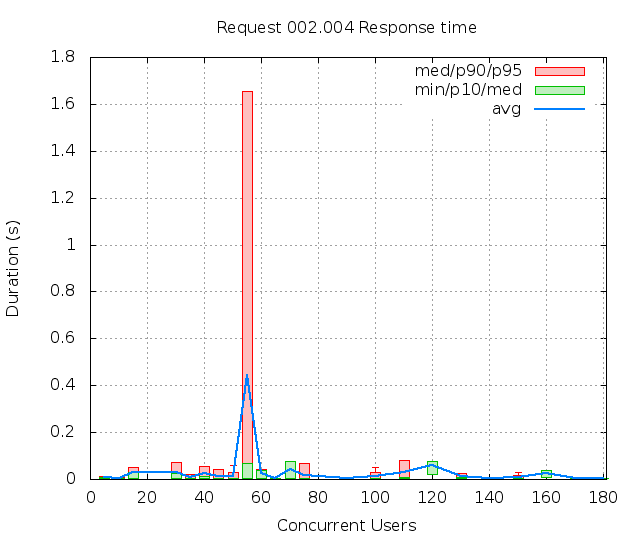 Request 002.004 Response time
med/p90/p95
min/p10/med
avg
Duration (s)
1.8
1.6
1.4
1.2
1
0.8
0.6
0.4
0.2
0
0 20 40 60 80 100 120 140 160 180
Concurrent Users